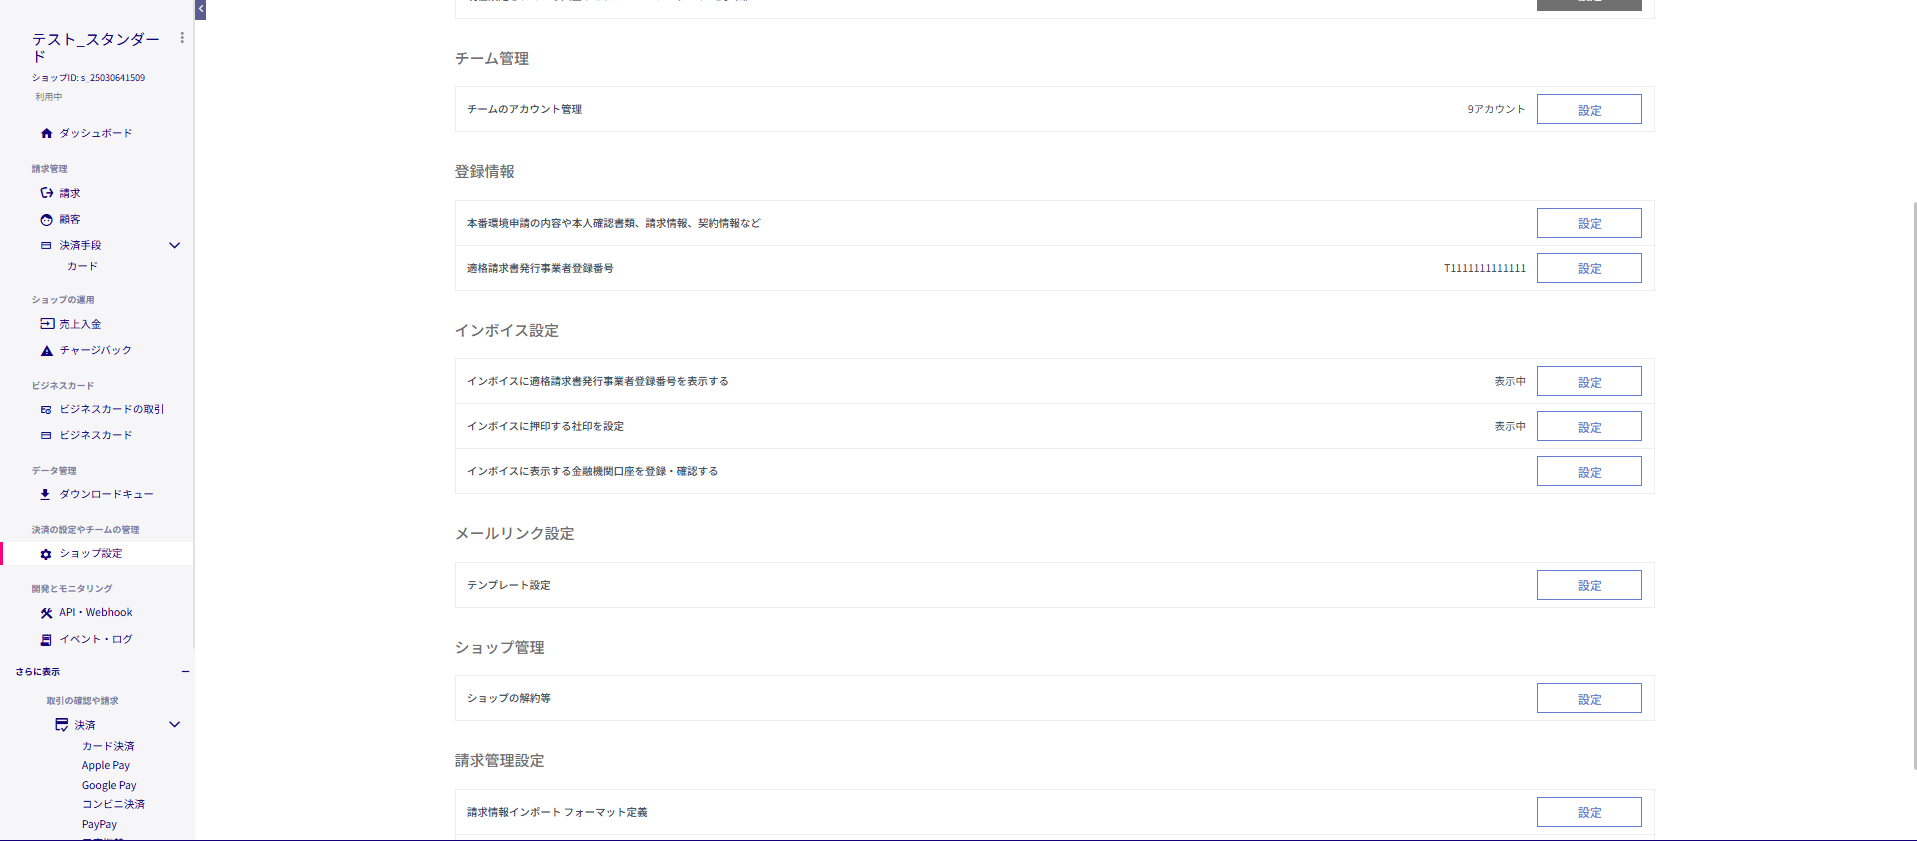 テスト_スタンダー
ド
ショップID: s_25030641509
利用中
ダッシュボード
請求管理
請求
顧客
決済手段
カード
ショップの運用
売上入金
チャージバック
ビジネスカード
ビジネスカードの取引
ビジネスカード
データ管理
ダウンロードキュー
決済の設定やチームの管理
ショップ設定
開発とモニタリング
API・Webhook
イベント・ログ
さらに表示
取引の確認や請求
決済
カード決済
Apple Pay
Google Pay
コンビニ決済
PayPay
チーム管理
チームのアカウント管理 9アカウント 設定
登録情報
本番環境申請の内容や本人確認書類、請求情報、契約情報など 設定
適格請求書発行事業者登録番号 T1111111111111 設定
インボイス設定
インボイスに適格請求書発行事業者登録番号を表示する 表示中 設定
インボイスに押印する社印を設定 表示中 設定
インボイスに表示する金融機関口座を登録・確認する 設定
メールリンク設定
テンプレート設定 設定
ショップ管理
ショップの解約等 設定
請求管理設定
請求情報インポート フォーマット定義 設定